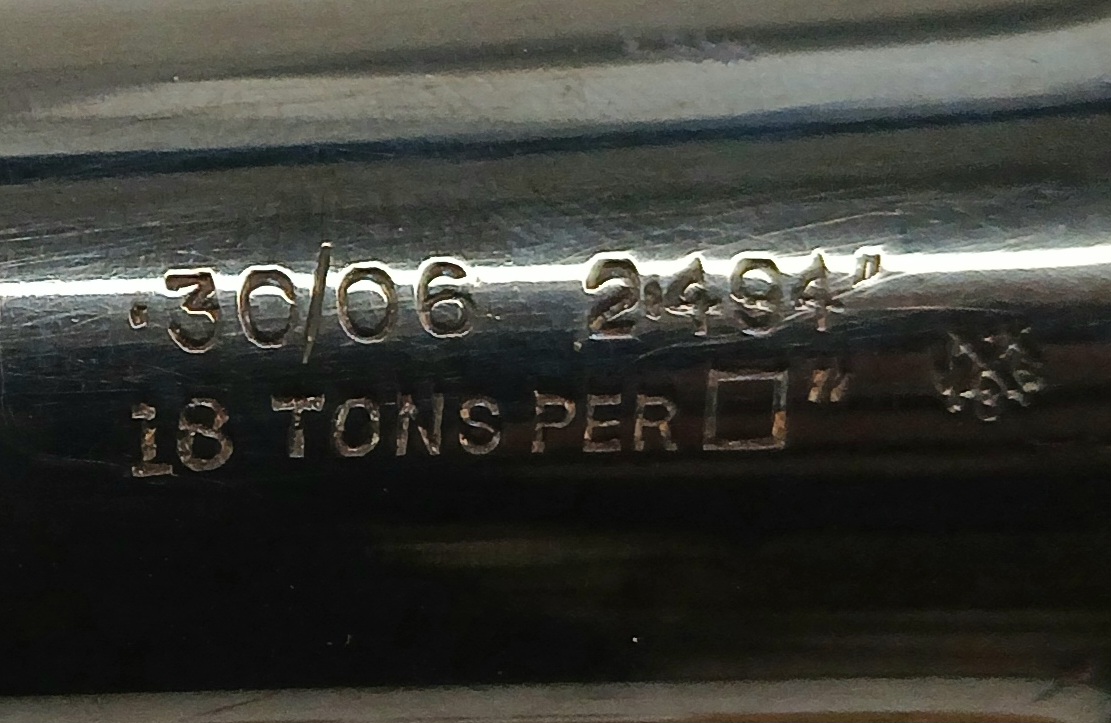 .30/06 2.494"
18 TONS PER □"